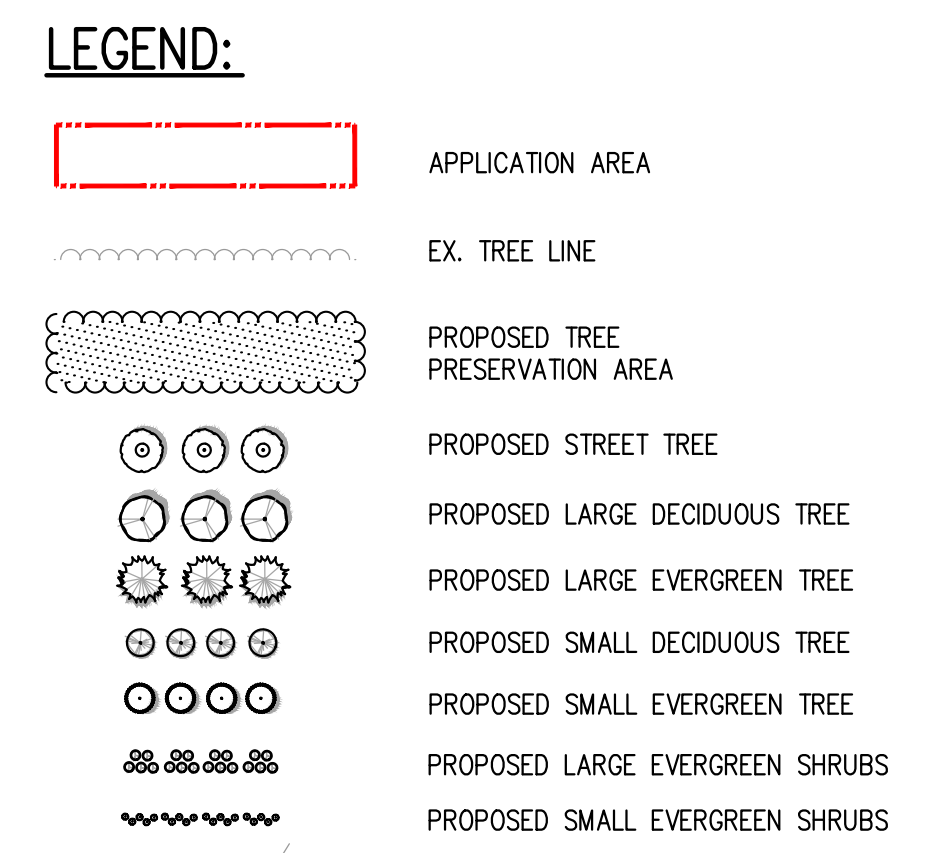 LEGEND:
APPLICATION AREA
EX. TREE LINE
PROPOSED TREE
PRESERVATION AREA
PROPOSED STREET TREE
PROPOSED LARGE DECIDUOUS TREE
PROPOSED LARGE EVERGREEN TREE
PROPOSED SMALL DECIDUOUS TREE
PROPOSED SMALL EVERGREEN TREE
PROPOSED LARGE EVERGREEN SHRUBS
PROPOSED SMALL EVERGREEN SHRUBS